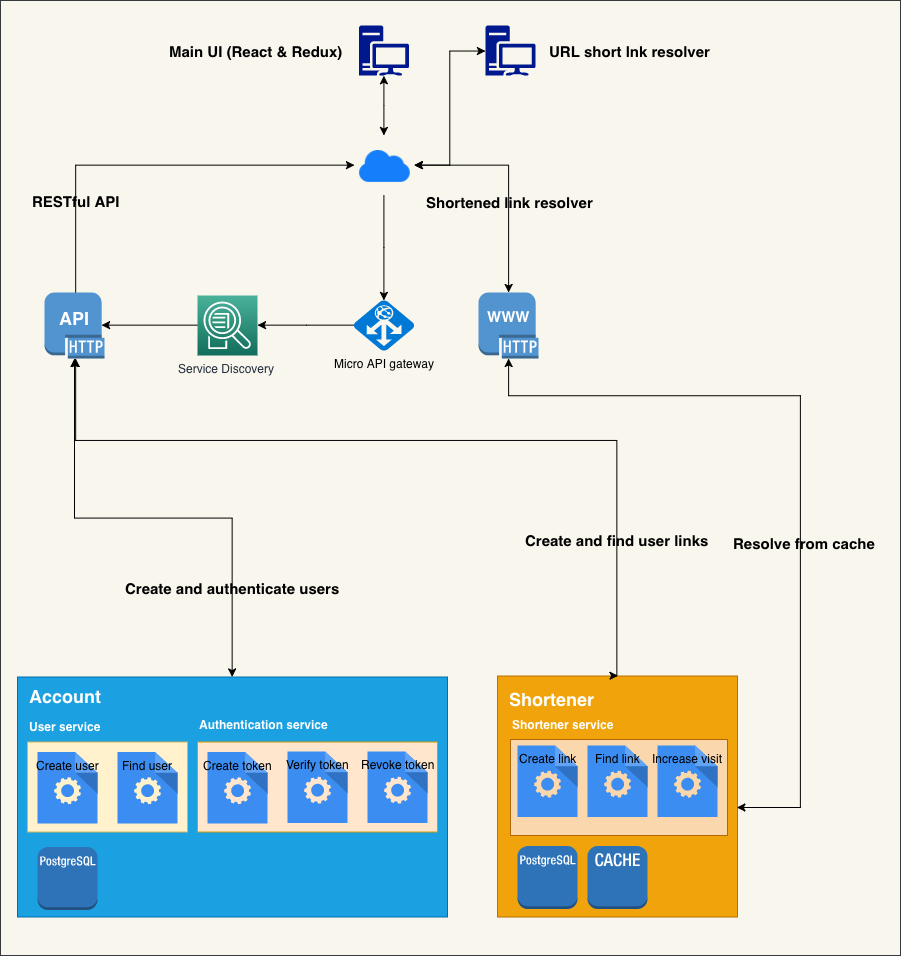 Main UI (React & Redux)
URL short lnk resolver
RESTful API
Shortened link resolver
API
HTTP
WWW
HTTP
Service Discovery
Micro API gateway
Create and find user links
Resolve from cache
Create and authenticate users
Account
User service
Authentication service
Create user
Find user
Create token
Verify token
Revoke token
PostgreSQL
Shortener
Shortener service
Create link
Find link
Increase visit
PostgreSQL
CACHE